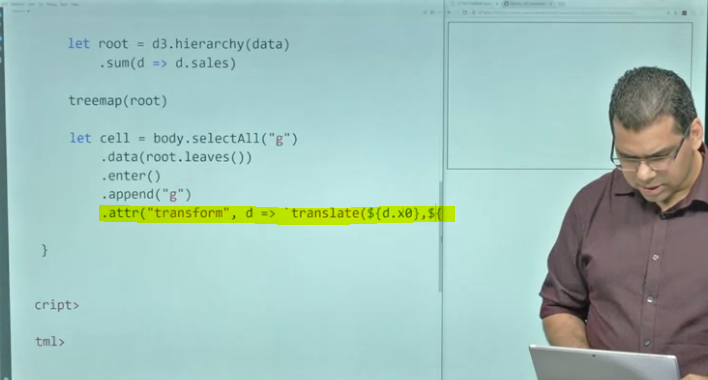 let root = d3.hierarchy(data)
.sum(d => d.sales)
treemap(root)
let cell = body.selectAll("g")
.data(root.leaves())
.enter()
.append("g")
.attr("transform", d => `translate(${d.x0},${
}
cript>
tml>